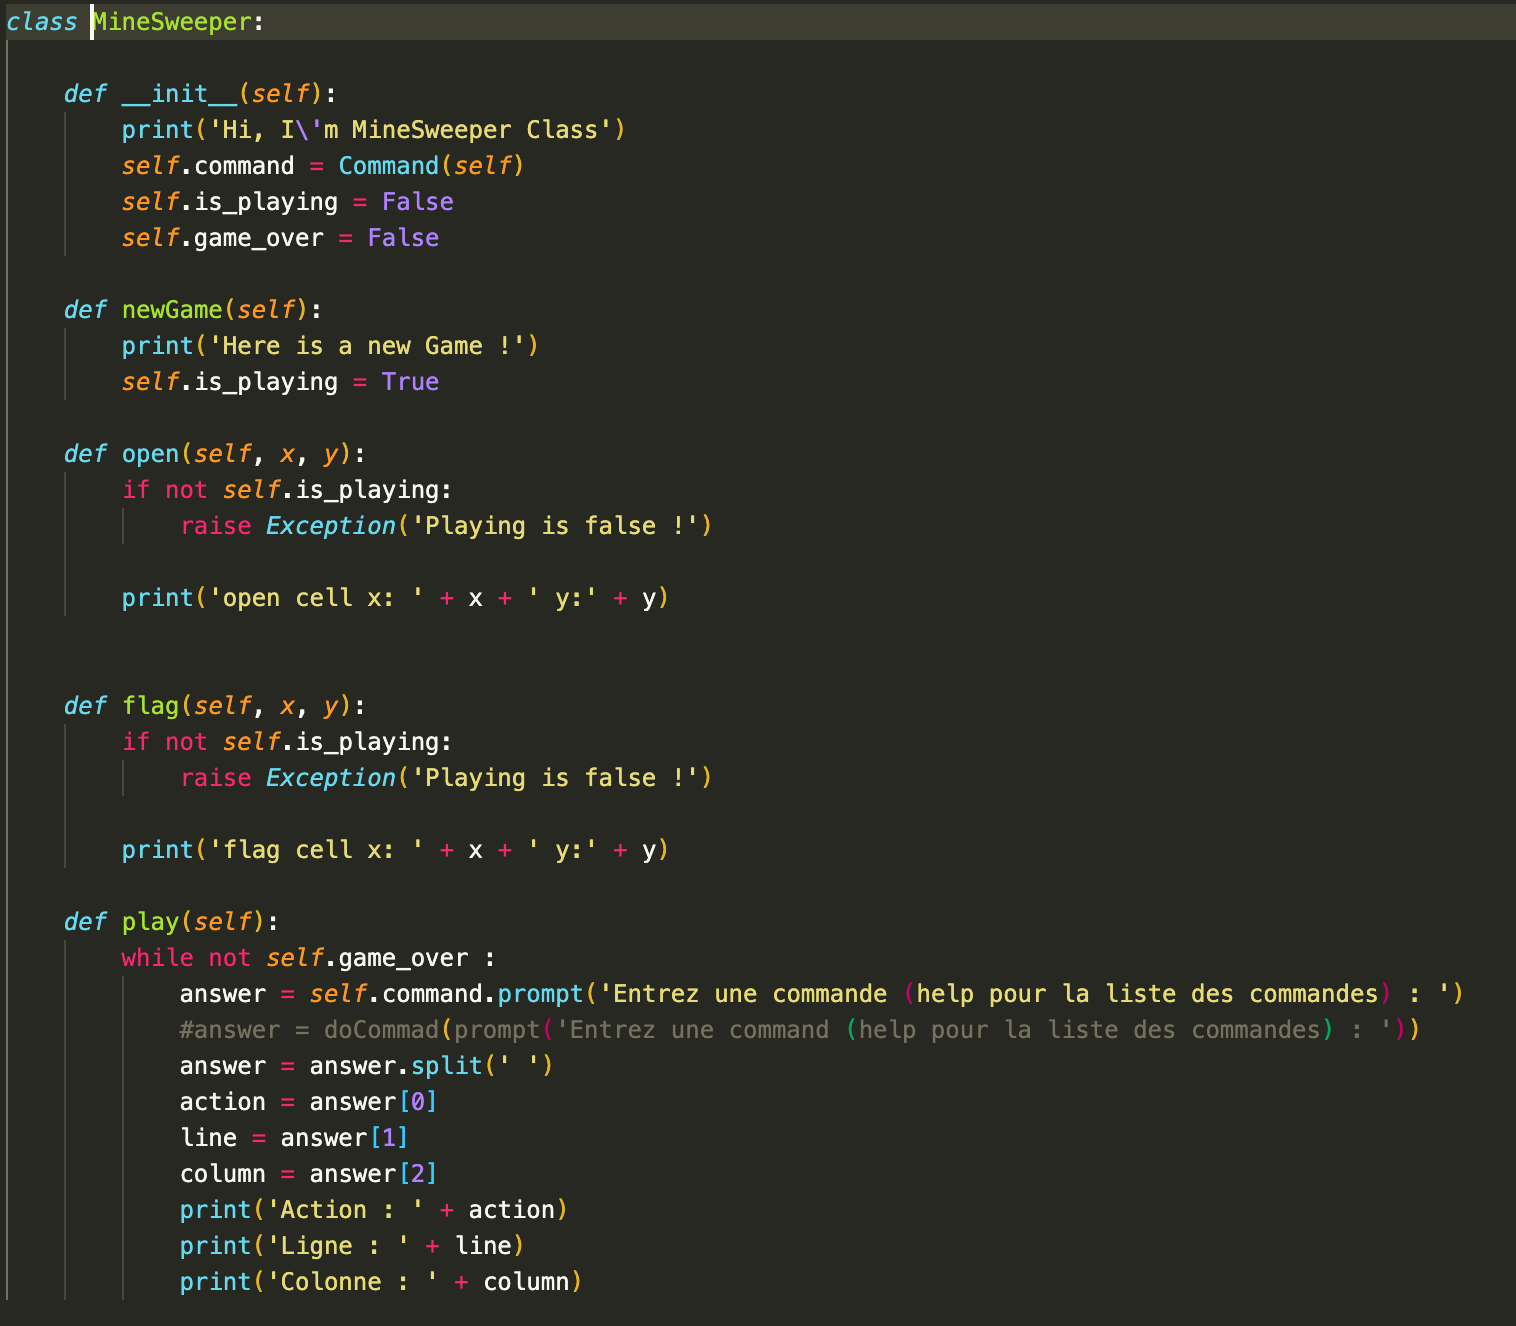 class MineSweeper:
def __init__(self):
print('Hi, I\'m MineSweeper Class')
self.command = Command(self)
self.is_playing = False
self.game_over = False
def newGame(self):
print('Here is a new Game !')
self.is_playing = True
def open(self, x, y):
if not self.is_playing:
raise Exception('Playing is false !')
print('open cell x: ' + x + ' y:' + y)
def flag(self, x, y):
if not self.is_playing:
raise Exception('Playing is false !')
print('flag cell x: ' + x + ' y:' + y)
def play(self):
while not self.game_over :
answer = self.command.prompt('Entrez une commande (help pour la liste des commandes) : ')
#answer = doCommad(prompt('Entrez une command (help pour la liste des commandes) : '))
answer = answer.split(' ')
action = answer[0]
line = answer[1]
column = answer[2]
print('Action : ' + action)
print('Ligne : ' + line)
print('Colonne : ' + column)